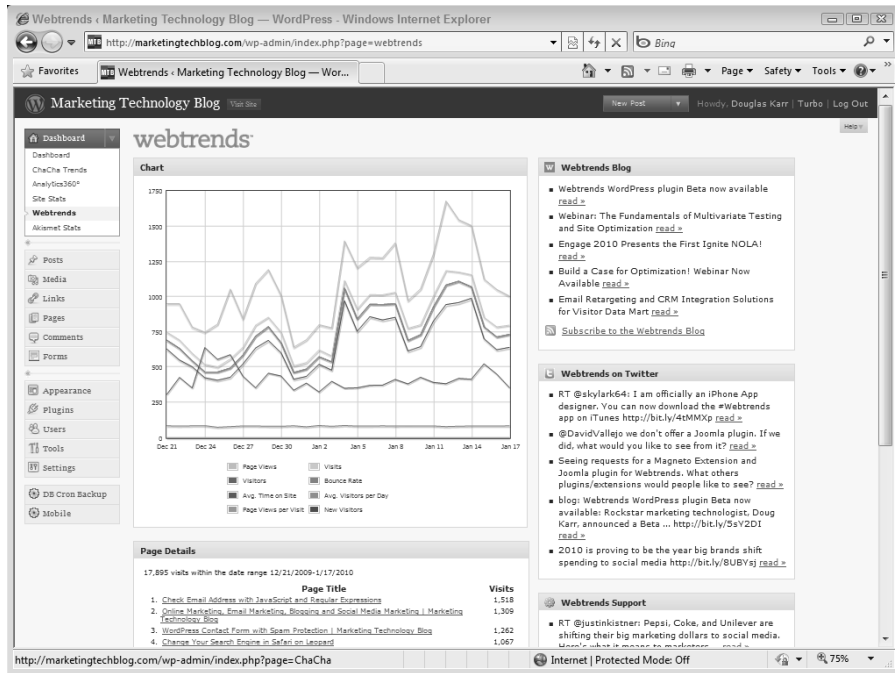 Webtrends ‹ Marketing Technology Blog — WordPress - Windows Internet Explorer
http://marketingtechblog.com/wp-admin/index.php?page=webtrends
Bing
Favorites
Webtrends ‹ Marketing Technology Blog — Wor...
Page
Safety
Tools
Marketing Technology Blog
Visit Site
New Post
Howdy, Douglas Karr | Turbo | Log Out
Help
Dashboard
Dashboard
ChaCha Trends
Analytics360°
Site Stats
Webtrends
Akismet Stats
Posts
Media
Links
Pages
Comments
Forms
Appearance
Plugins
Users
Tools
Settings
DB Cron Backup
Mobile
webtrends
Chart
1750
1500
1250
1000
750
500
250
0
Dec 21 Dec 24 Dec 27 Dec 30 Jan 2 Jan 5 Jan 8 Jan 11 Jan 14 Jan 17
Page Views Visits
Visitors Bounce Rate
Avg. Time on Site Avg. Visitors per Day
Page Views per Visit New Visitors
Page Details
17,895 visits within the date range 12/21/2009-1/17/2010
Page Title Visits
1. Check Email Address with JavaScript and Regular Expressions 1,518
2. Online Marketing, Email Marketing, Blogging and Social Media Marketing | Marketing 1,309
Technology Blog
3. WordPress Contact Form with Spam Protection | Marketing Technology Blog 1,262
4. Change Your Search Engine in Safari on Leopard 1,067
Webtrends Blog
Webtrends WordPress plugin Beta now available
read »
Webinar: The Fundamentals of Multivariate Testing
and Site Optimization read »
Engage 2010 Presents the First Ignite NOLA!
read »
Build a Case for Optimization! Webinar Now
Available read »
Email Retargeting and CRM Integration Solutions
for Visitor Data Mart read »
Subscribe to the Webtrends Blog
Webtrends on Twitter
RT @skylark64: I am officially an iPhone App
designer. You can now download the #Webtrends
app on iTunes http://bit.ly/4tMMXp read »
@DavidVallejo we don't offer a Joomla plugin. If we
did, what would you like to see from it? read »
Seeing requests for a Magneto Extension and
Joomla plugin for Webtrends. What others
plugins/extensions would people like to see? read »
blog: Webtrends WordPress plugin Beta now
available: Rockstar marketing technologist, Doug
Karr, announced a Beta ... http://bit.ly/5sY2DI
read »
2010 is proving to be the year big brands shift
spending to social media http://bit.ly/8UBYsj read »
Webtrends Support
RT @justinkistner: Pepsi, Coke, and Unilever are
shifting their big marketing dollars to social media.
Here's what it means to marketers... read »
http://marketingtechblog.com/wp-admin/index.php?page=ChaCha
Internet | Protected Mode: Off
75%